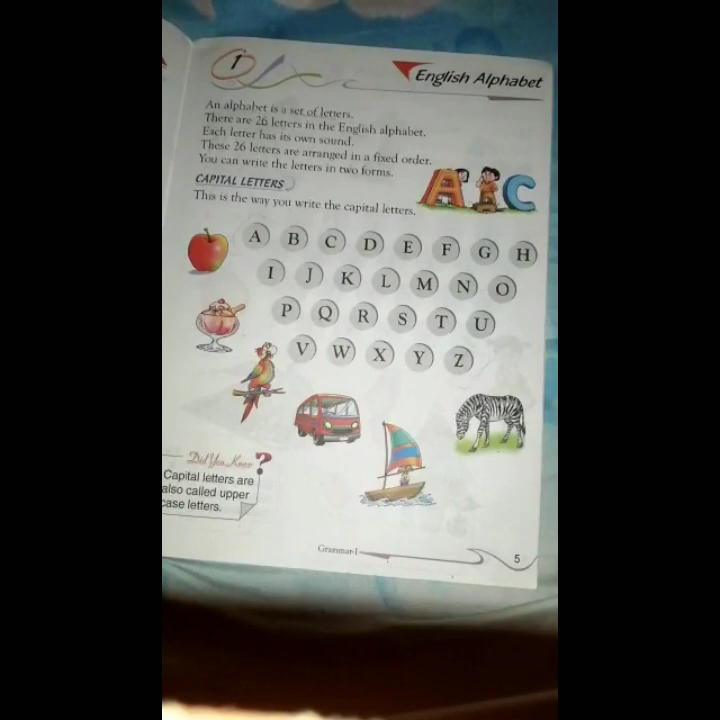 1
English Alphabet
An alphabet is a set of letters.
There are 26 letters in the English alphabet.
Each letter has its own sound.
These 26 letters are arranged in a fixed order.
You can write the letters in two forms.
CAPITAL LETTERS
This is the way you write the capital letters.
A C
A B C D E F G H
I J K L M N O
P Q R S T U
V W X Y Z
Did You Know ?
Capital letters are
also called upper
case letters.
Grammar-1
5